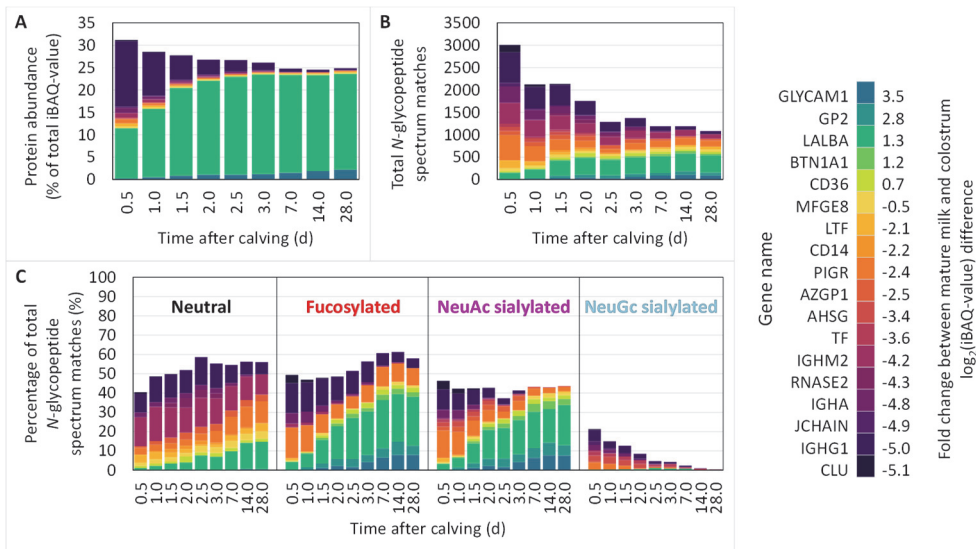 A
Protein abundance
(% of total iBAQ-value)
35
30
25
20
15
10
5
0
0.5 1.0 1.5 2.0 2.5 3.0 7.0 14.0 28.0
Time after calving (d)
B
Total N-glycopeptide
spectrum matches
3500
3000
2500
2000
1500
1000
500
0
0.5 1.0 1.5 2.0 2.5 3.0 7.0 14.0 28.0
Time after calving (d)
C
Percentage of total
N-glycopeptide
spectrum matches (%)
100
90
80
70
60
50
40
30
20
10
0
Neutral
Fucosylated
NeuAc sialylated
NeuGc sialylated
0.5 1.0 1.5 2.0 2.5 3.0 7.0 14.0 28.0
0.5 1.0 1.5 2.0 2.5 3.0 7.0 14.0 28.0
0.5 1.0 1.5 2.0 2.5 3.0 7.0 14.0 28.0
0.5 1.0 1.5 2.0 2.5 3.0 7.0 14.0 28.0
Time after calving (d)
Gene name
GLYCAM1 3.5
GP2 2.8
LALBA 1.3
BTN1A1 1.2
CD36 0.7
MFGE8 -0.5
LTF -2.1
CD14 -2.2
PIGR -2.4
AZGP1 -2.5
AHSG -3.4
TF -3.6
IGHM2 -4.2
RNASE2 -4.3
IGHA -4.8
JCHAIN -4.9
IGHG1 -5.0
CLU -5.1
Fold change between mature milk and colostrum
log₂(iBAQ-value) difference